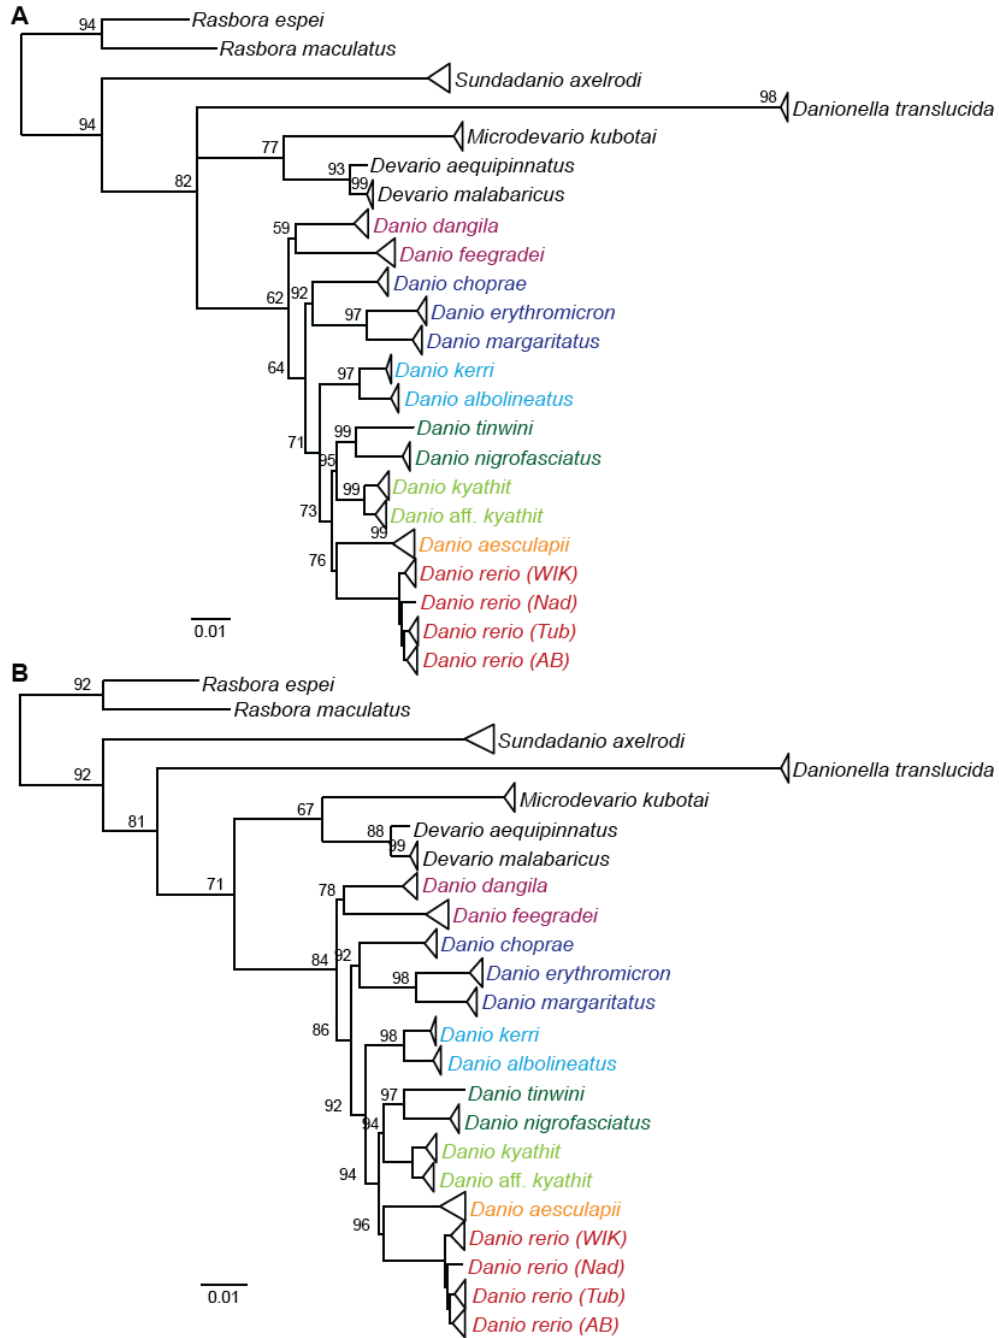 A
94 Rasbora espei
Rasbora maculatus
Sundadanio axelrodi
98 Danionella translucida
94
77 Microdevario kubotai
93 Devario aequipinnatus
99 Devario malabaricus
82
59 Danio dangila
Danio feegradei
62 92 Danio choprae
97 Danio erythromicron
Danio margaritatus
64 97 Danio kerri
Danio albolineatus
71 99 Danio tinwini
95 Danio nigrofasciatus
99 Danio kyathit
73 Danio aff. kyathit
99 Danio aesculapii
76 Danio rerio (WIK)
Danio rerio (Nad)
0.01 Danio rerio (Tub)
Danio rerio (AB)
B
92 Rasbora espei
Rasbora maculatus
Sundadanio axelrodi
92 Danionella translucida
81 67 Microdevario kubotai
88 Devario aequipinnatus
99 Devario malabaricus
71 78 Danio dangila
Danio feegradei
84 92 Danio choprae
98 Danio erythromicron
Danio margaritatus
86 98 Danio kerri
Danio albolineatus
92 97 Danio tinwini
94 Danio nigrofasciatus
Danio kyathit
94 Danio aff. kyathit
Danio aesculapii
96 Danio rerio (WIK)
Danio rerio (Nad)
0.01 Danio rerio (Tub)
Danio rerio (AB)